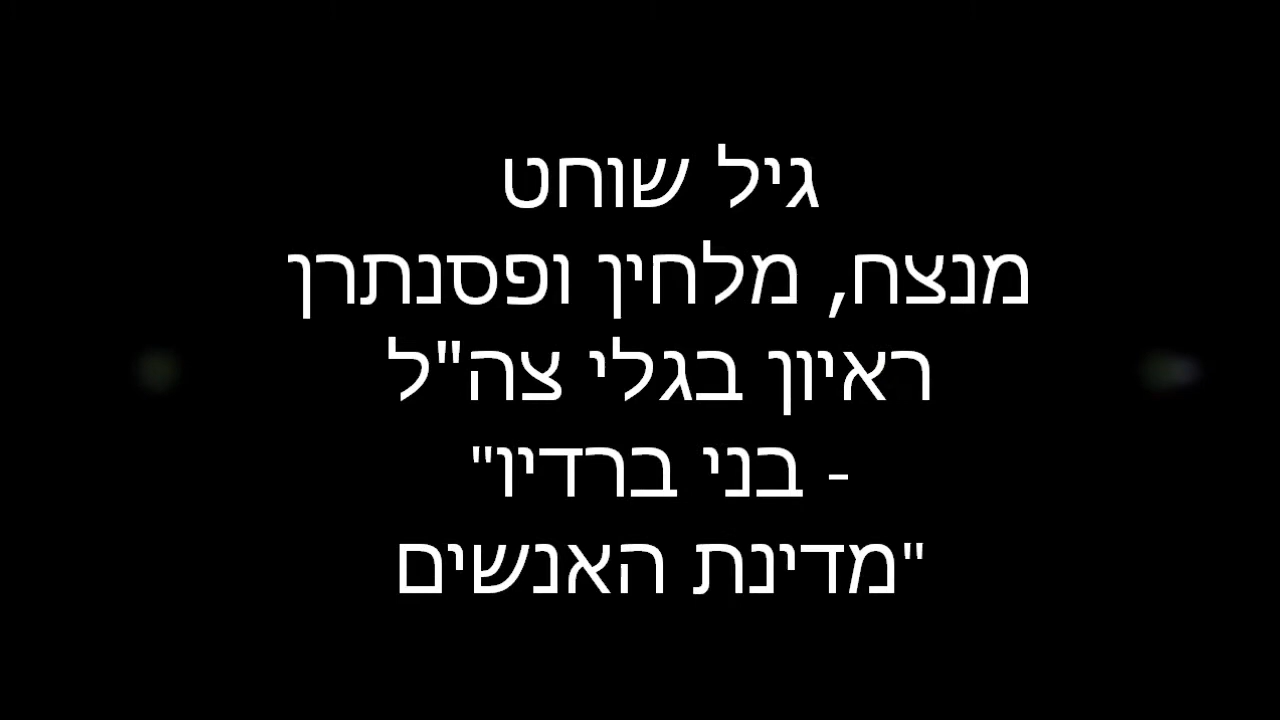 גיל שוחט
מנצח, מלחין ופסנתרן
ראיון בגלי צה"ל
- בני ברדיו"
"מדינת האנשים